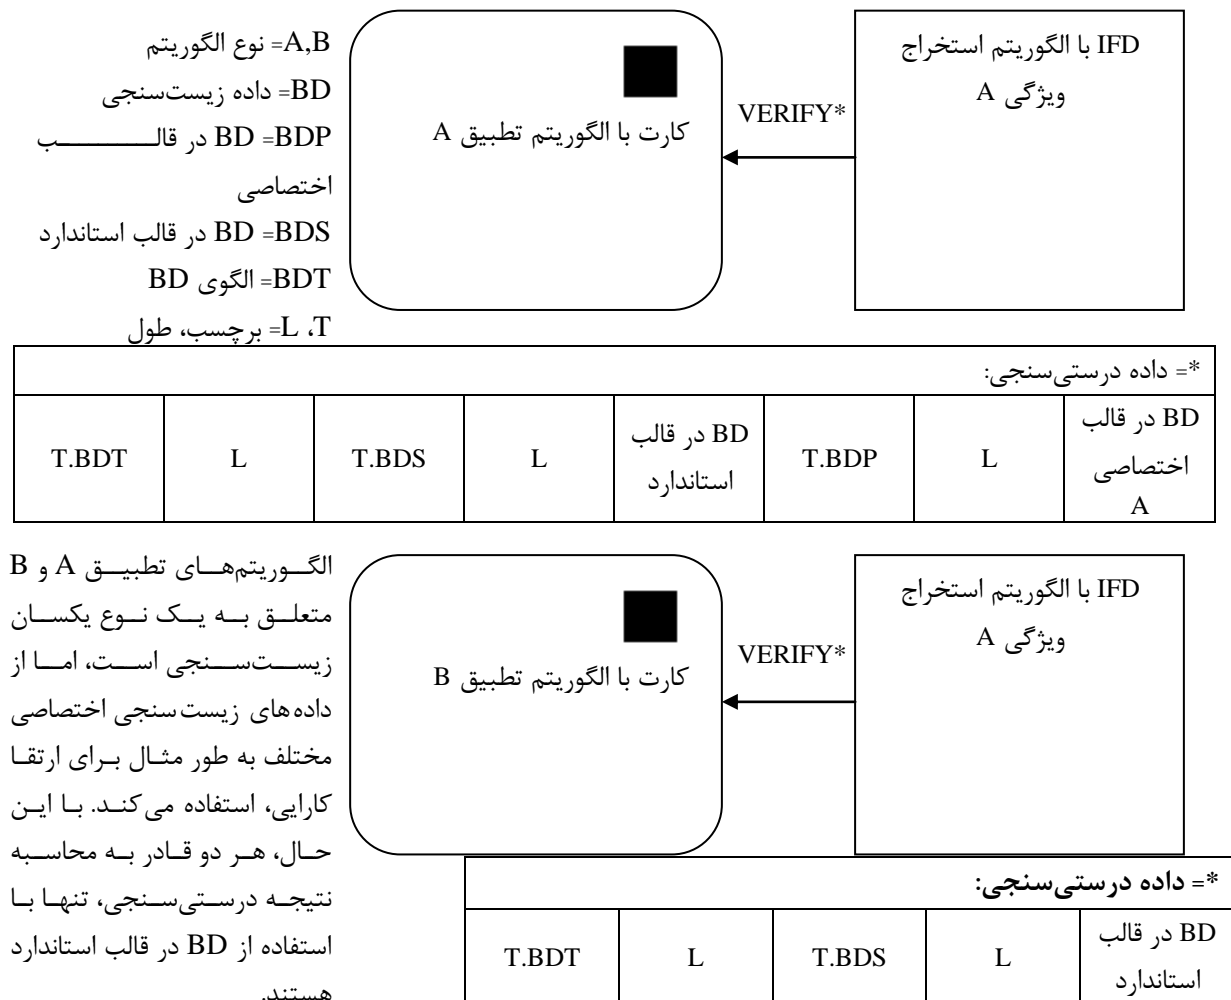 IFD با الگوریتم استخراج
ویژگی A
VERIFY*
کارت با الگوریتم تطبیق A
A,B= نوع الگوریتم
BD= داده زیست‌سنجی
BDP= BD در قالب
اختصاصی
BDS= BD در قالب استاندارد
BDT= الگوی BD
T، L= برچسب، طول
*= داده درستی‌سنجی:
T.BDT
L
T.BDS
L
BD در قالب
استاندارد
T.BDP
L
BD در قالب
اختصاصی
A
IFD با الگوریتم استخراج
ویژگی A
VERIFY*
کارت با الگوریتم تطبیق B
الگوریتم‌های تطبیق A و B
متعلق به یک نوع یکسان
زیست‌سنجی است، اما از
داده‌های زیست‌سنجی اختصاصی
مختلف به طور مثال برای ارتقا
کارایی، استفاده می‌کند. با این
حال، هر دو قادر به محاسبه
نتیجه درستی‌سنجی، تنها با
استفاده از BD در قالب استاندارد
هستند.
*= داده درستی‌سنجی:
T.BDT
L
T.BDS
L
BD در قالب
استاندارد